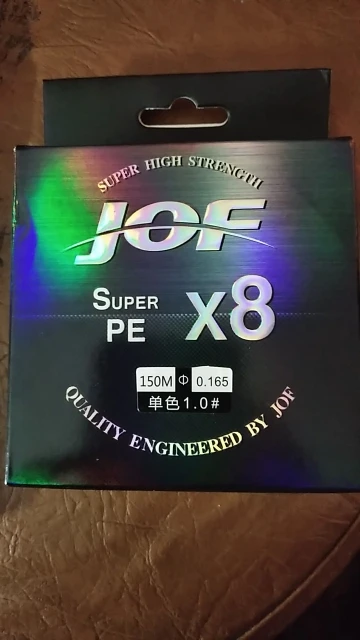 SUPER HIGH STRENGTH
JOF
SUPER
PE
X8
150M Φ 0.165
单色1.0#
QUALITY ENGINEERED BY JOF